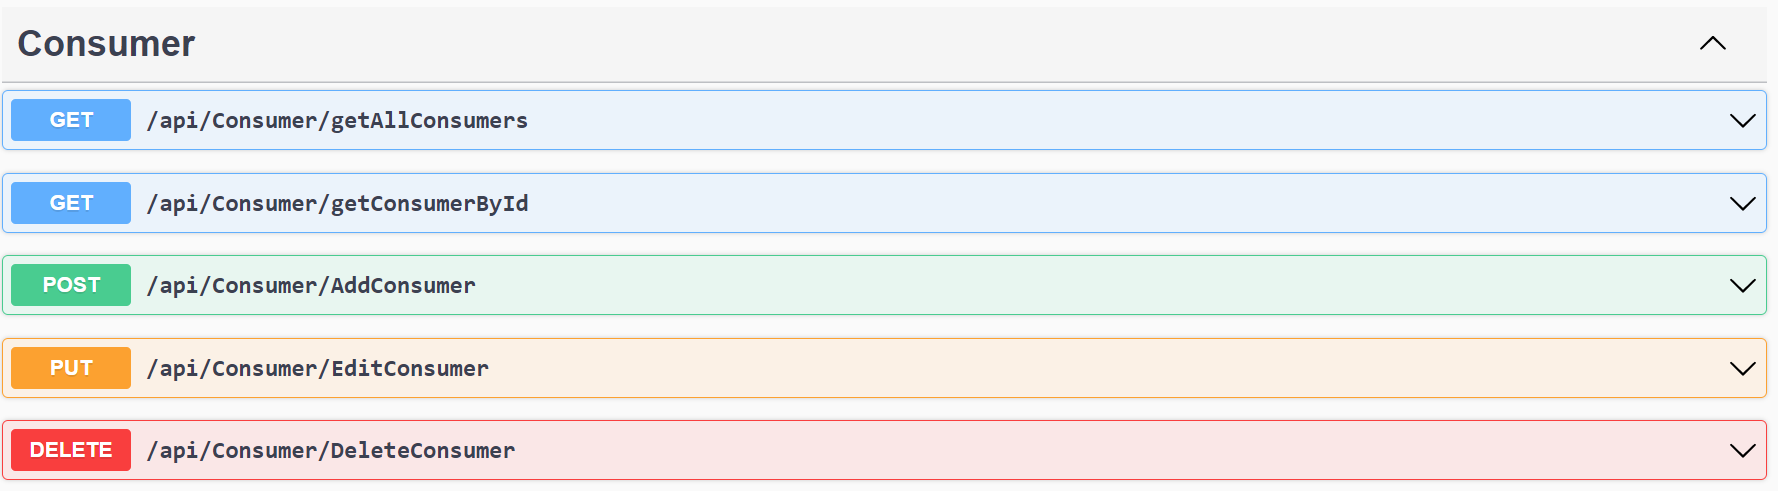 Consumer
GET /api/Consumer/getAllConsumers
GET /api/Consumer/getConsumerById
POST /api/Consumer/AddConsumer
PUT /api/Consumer/EditConsumer
DELETE /api/Consumer/DeleteConsumer